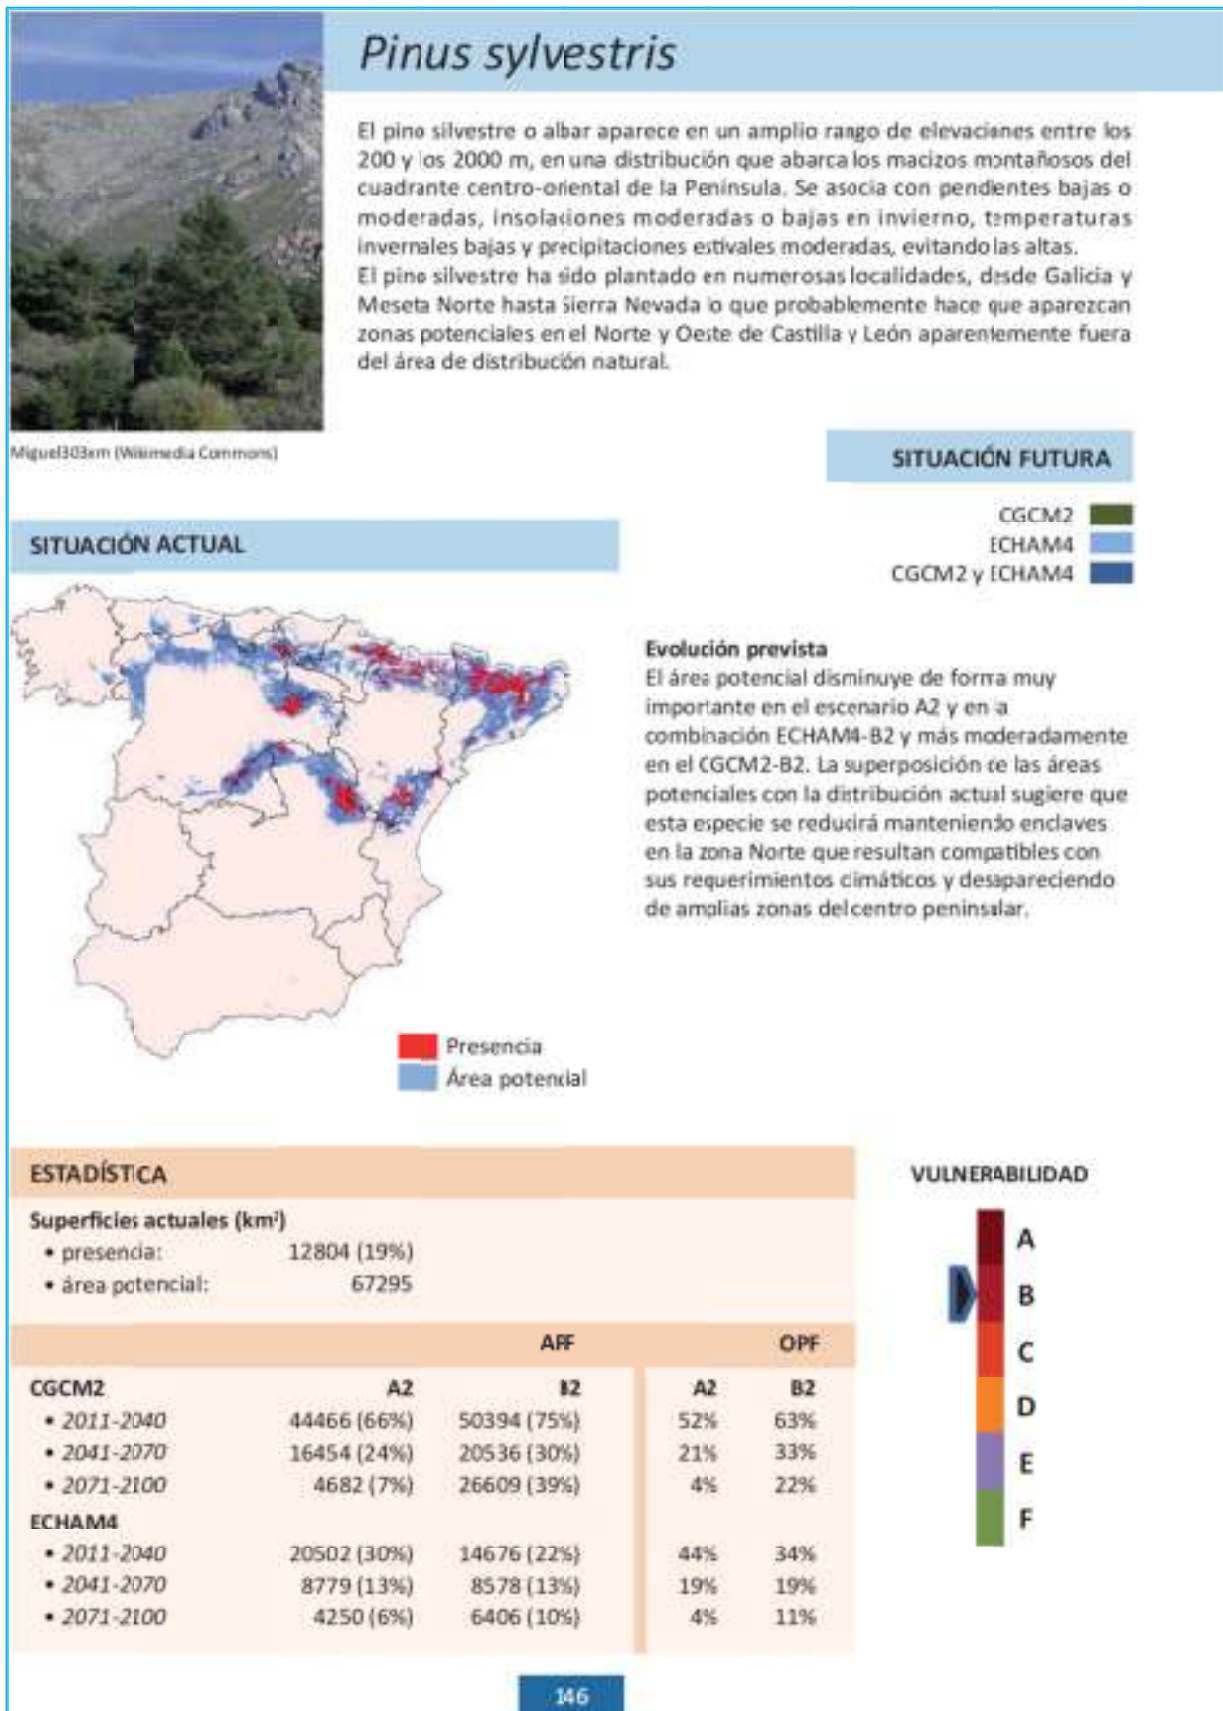 Pinus sylvestris
El pino silvestre o albar aparece en un amplio rango de elevaciones entre los
200 y los 2000 m, en una distribución que abarca los macizos montañosos del
cuadrante centro-oriental de la Península. Se asocia con pendientes bajas o
moderadas, insolaciones moderadas o bajas en invierno, temperaturas
invernales bajas y precipitaciones estivales moderadas, evitando las altas.
El pino silvestre ha sido plantado en numerosas localidades, desde Galicia y
Meseta Norte hasta Sierra Nevada lo que probablemente hace que aparezcan
zonas potenciales en el Norte y Oeste de Castilla y León aparentemente fuera
del área de distribución natural.
Miguel303xm (Wikimedia Commons)
SITUACIÓN FUTURA
CGCM2
ECHAM4
CGCM2 y ECHAM4
SITUACIÓN ACTUAL
Evolución prevista
El área potencial disminuye de forma muy
importante en el escenario A2 y en la
combinación ECHAM4-B2 y más moderadamente
en el CGCM2-B2. La superposición de las áreas
potenciales con la distribución actual sugiere que
esta especie se reducirá manteniendo enclaves
en la zona Norte que resultan compatibles con
sus requerimientos climáticos y desapareciendo
de amplias zonas del centro peninsular.
Presencia
Área potencial
ESTADÍSTICA
Superficies actuales (km²)
• presencia: 12804 (19%)
• área potencial: 67295
APF OPF
CGCM2 A2 B2 A2 B2
• 2011-2040 44466 (66%) 50394 (75%) 52% 63%
• 2041-2070 16454 (24%) 20536 (30%) 21% 33%
• 2071-2100 4682 (7%) 26609 (39%) 4% 22%
ECHAM4
• 2011-2040 20502 (30%) 14676 (22%) 44% 34%
• 2041-2070 8779 (13%) 8578 (13%) 19% 19%
• 2071-2100 4250 (6%) 6406 (10%) 4% 11%
VULNERABILIDAD
A
B
C
D
E
F
146